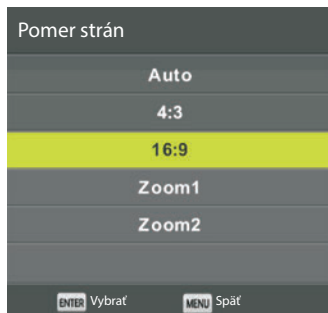 Pomer strán
Auto
4:3
16:9
Zoom1
Zoom2
ENTER Vybrať MENU Späť